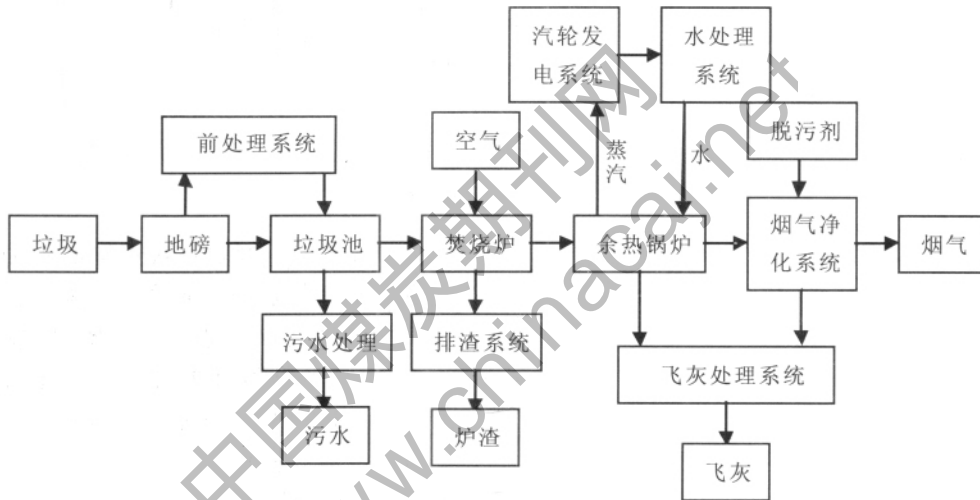 汽轮发
电系统
水处理
系统
前处理系统
空气
蒸汽
水
脱污剂
垃圾
地磅
垃圾池
焚烧炉
余热锅炉
烟气净
化系统
烟气
污水处理
排渣系统
飞灰处理系统
污水
炉渣
飞灰
中国煤炭期刊网
www.chinacaj.net